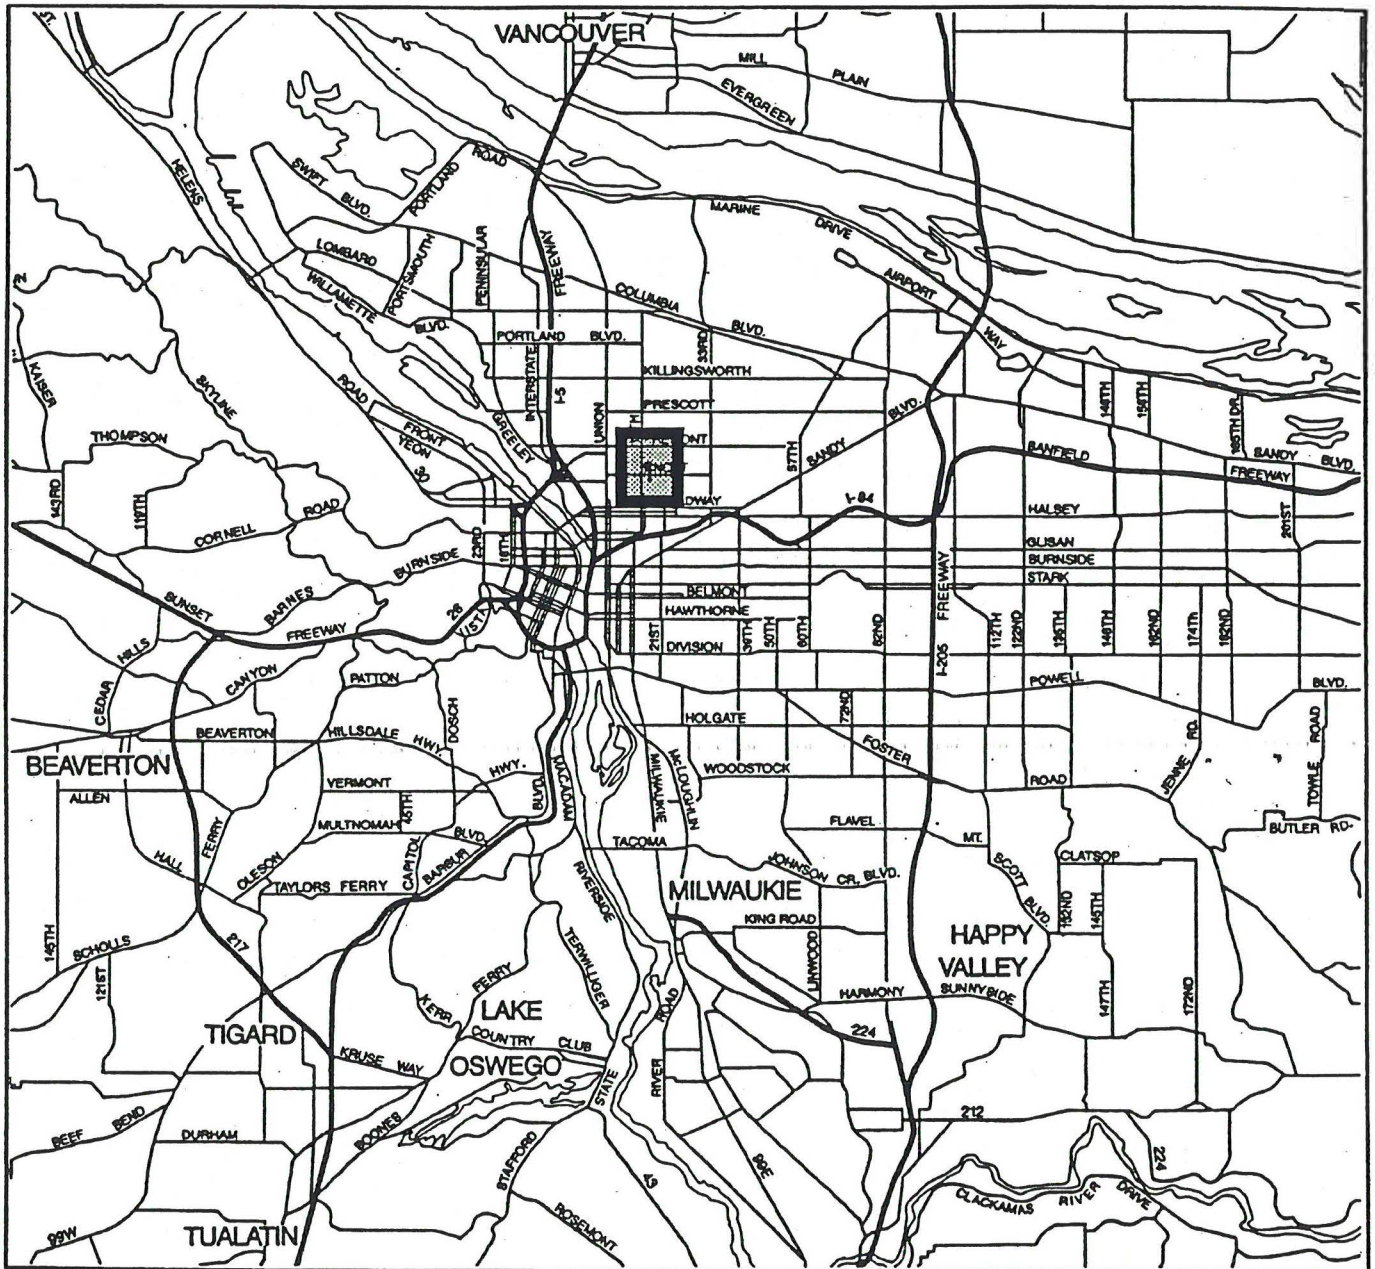 ST.
VANCOUVER
MILL
PLAIN
EVERGREEN
HELENS
ROAD
SWIFT
BLVD.
PORTLAND
ROAD
MARINE
DRIVE
LOMBARD
PORTSMOUTH
PENINSULAR
FREEWAY
AIRPORT
WAY
WILLAMETTE
BLVD.
COLUMBIA
BLVD.
PORTLAND BLVD.
33RD
INTERSTATE
KILLINGSWORTH
KAISER
SKYLINE
I-5
UNION
PRESCOTT
148TH
158TH
185TH DR.
THOMPSON
FRONT
YEON
GREELEY
57TH
SANDY
BLVD.
BANFIELD
FREEWAY
SANDY
BLVD.
143RD
119TH
CORNELL
ROAD
DWAY
I-84
HALSEY
201ST
23RD
BURNSIDE
GLISAN
BURNSIDE
STARK
SUNSET
BARNES
FREEWAY
26
VISTA
BELMONT
HAWTHORNE
FREEWAY
HILLS
CEDAR
CANYON
PATTON
21ST
DIVISION
39TH
50TH
60TH
82ND
I-205
112TH
122ND
148TH
162ND
174TH
182ND
POWELL
BLVD.
DOSCH
HOLGATE
72ND
BEAVERTON
HILLSDALE
HWY.
FOSTER
ROAD
JENNE
RD.
TOWLE
ROAD
BEAVERTON
ALLEN
VERMONT
HWY.
BLVD.
MACADAM
MILWAUKIE
McLOUGHLIN
WOODSTOCK
45TH
MULTNOMAH
BLVD.
FLAVEL
MT.
SCOTT
BLVD.
BUTLER RD.
HALL
FERRY
OLESON
CAPITOL
BARBUR
TACOMA
JOHNSON
CR. BLVD.
CLATSOP
TAYLORS FERRY
RIVERSIDE
MILWAUKIE
KING ROAD
132ND
145TH
SCHOLLS
217
121ST
LINWOOD
HAPPY
VALLEY
TERWILLIGER
FERRY
KERR
LAKE
OSWEGO
HARMONY
SUNNYSIDE
147TH
172ND
TIGARD
KRUSE WAY
COUNTRY CLUB
ROAD
224
STATE
RIVER
BEEF
BEND
DURHAM
BOONES
STAFFORD
43
99E
212
224
99W
TUALATIN
ROSEMONT
CLACKAMAS
RIVER
DRIVE